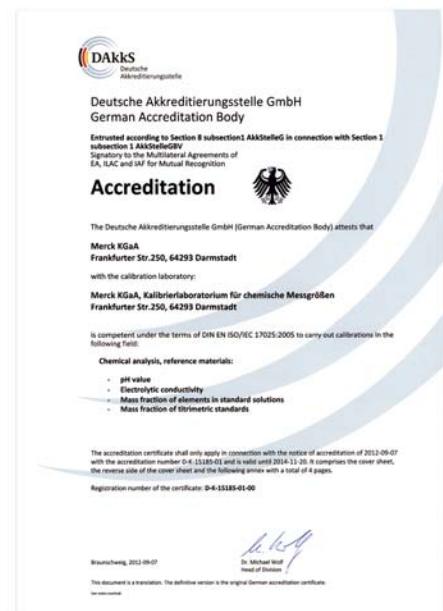 DAkkS
Deutsche
Akkreditierungsstelle
Deutsche Akkreditierungsstelle GmbH
German Accreditation Body
Entrusted according to Section 8 subsection1 AkkStelleG in connection with Section 1
subsection 1 AkkStelleGBV
Signatory to the Multilateral Agreements of
EA, ILAC and IAF for Mutual Recognition
Accreditation
The Deutsche Akkreditierungsstelle GmbH (German Accreditation Body) attests that
Merck KGaA
Frankfurter Str.250, 64293 Darmstadt
with the calibration laboratory:
Merck KGaA, Kalibrierlaboratorium für chemische Messgrößen
Frankfurter Str.250, 64293 Darmstadt
is competent under the terms of DIN EN ISO/IEC 17025:2005 to carry out calibrations in the
following field:
Chemical analysis, reference materials:
- pH value
- Electrolytic conductivity
- Mass fraction of elements in standard solutions
- Mass fraction of titrimetric standards
The accreditation certificate shall only apply in connection with the notice of accreditation of 2012-09-07
with the accreditation number D-K-15185-01 and is valid until 2014-11-20. It comprises the cover sheet,
the reverse side of the cover sheet and the following annex with a total of 4 pages.
Registration number of the certificate: D-K-15185-01-00
Braunschweig, 2012-09-07
Dr. Michael Wolf
Head of Division
This document is a translation. The definitive version is the original German accreditation certificate.